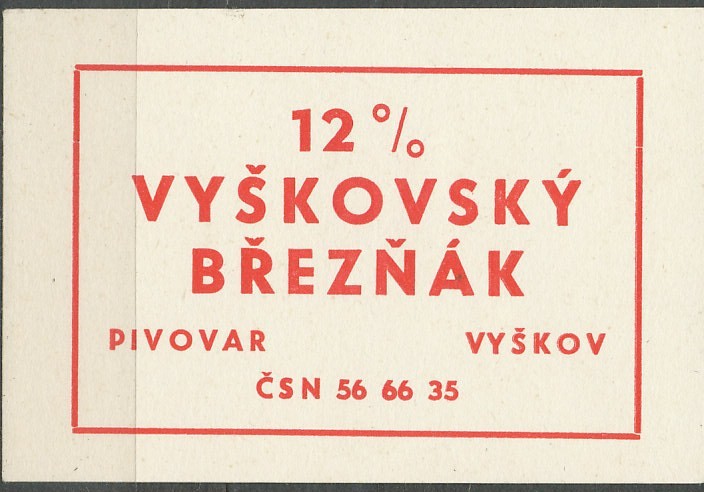 12 %
VYŠKOVSKÝ
BŘEZŇÁK
PIVOVAR VYŠKOV
ČSN 56 66 35